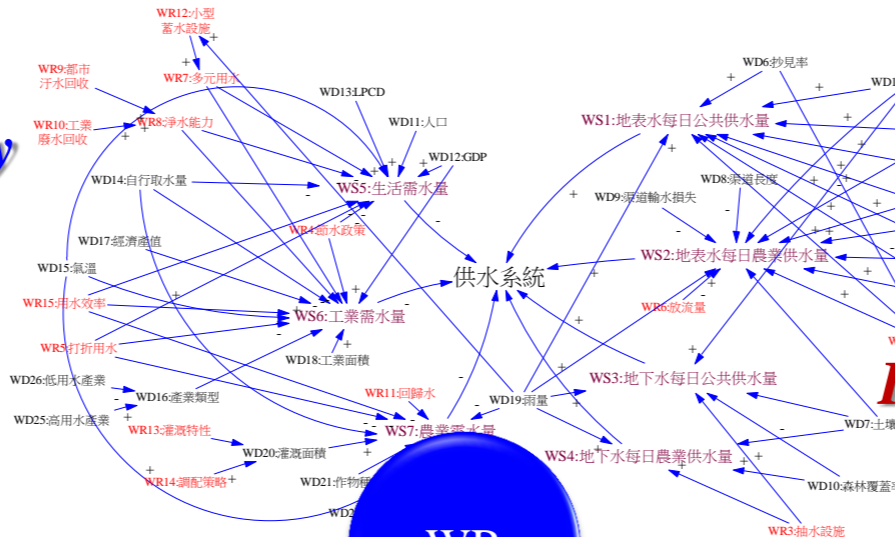 WR12:小型
蓄水設施
WD6:抄見率
WR9:都市
汙水回收
WR7:多元用水
WD13:LPCD
WR10:工業
廢水回收
WR8:淨水能力
WD11:人口
WS1:地表水每日公共供水量
WD12:GDP
WD14:自行取水量
WS5:生活需水量
WD8:渠道長度
WD9:渠道輸水損失
WR4:節水政策
WD17:經濟產值
WS2:地表水每日農業供水量
WD15:氣溫
供水系統
WR15:用水效率
WR6:放流量
WS6:工業需水量
WR5:打折用水
WD18:工業面積
WD26:低用水產業
WD16:產業類型
WR11:回歸水
WD19:雨量
WS3:地下水每日公共供水量
WD25:高用水產業
WR13:灌溉特性
WS7:農業需水量
WD7:土壤
WD20:灌溉面積
WS4:地下水每日農業供水量
WR14:調配策略
WD21:作物種
WD10:森林覆蓋率
WD2
WR3:抽水設施
WR